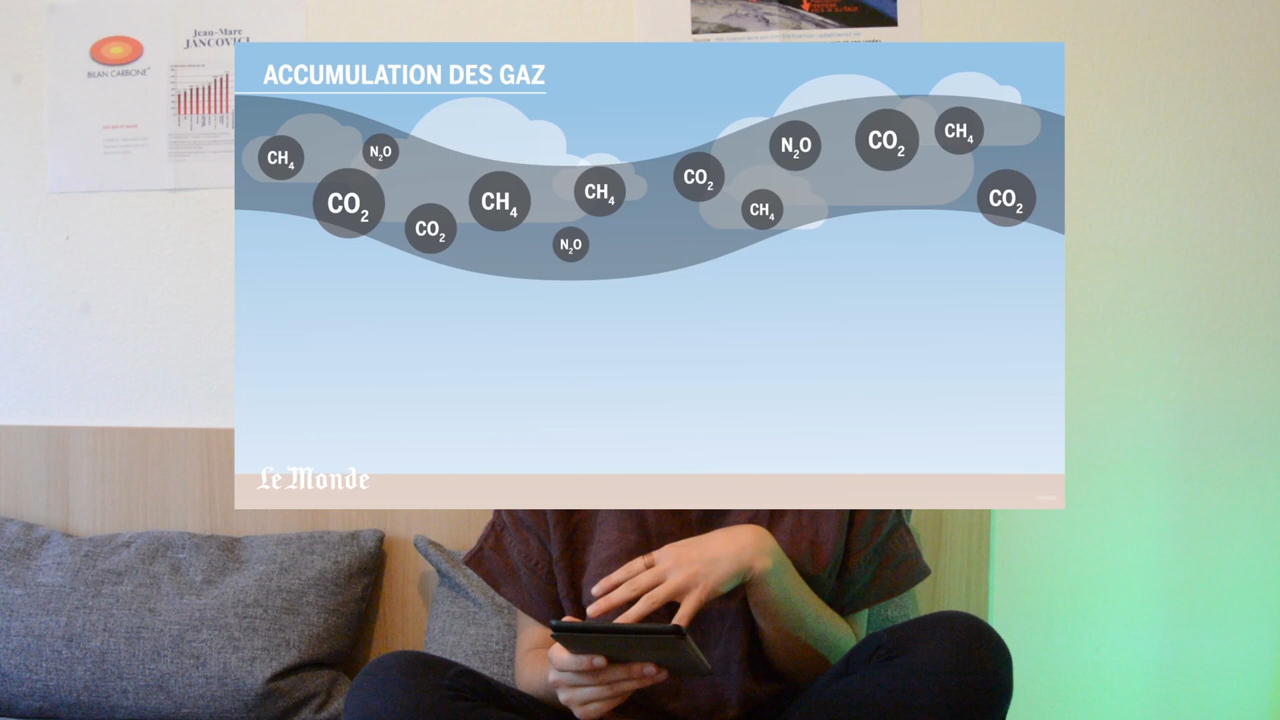 Jean-Marc
JANCOVICI
BILAN CARBONE
ACCUMULATION DES GAZ
CH4
N2O
CO2
CO2
CH4
N2O
CH4
CO2
CH4
N2O
CO2
CH4
CO2
Le Monde